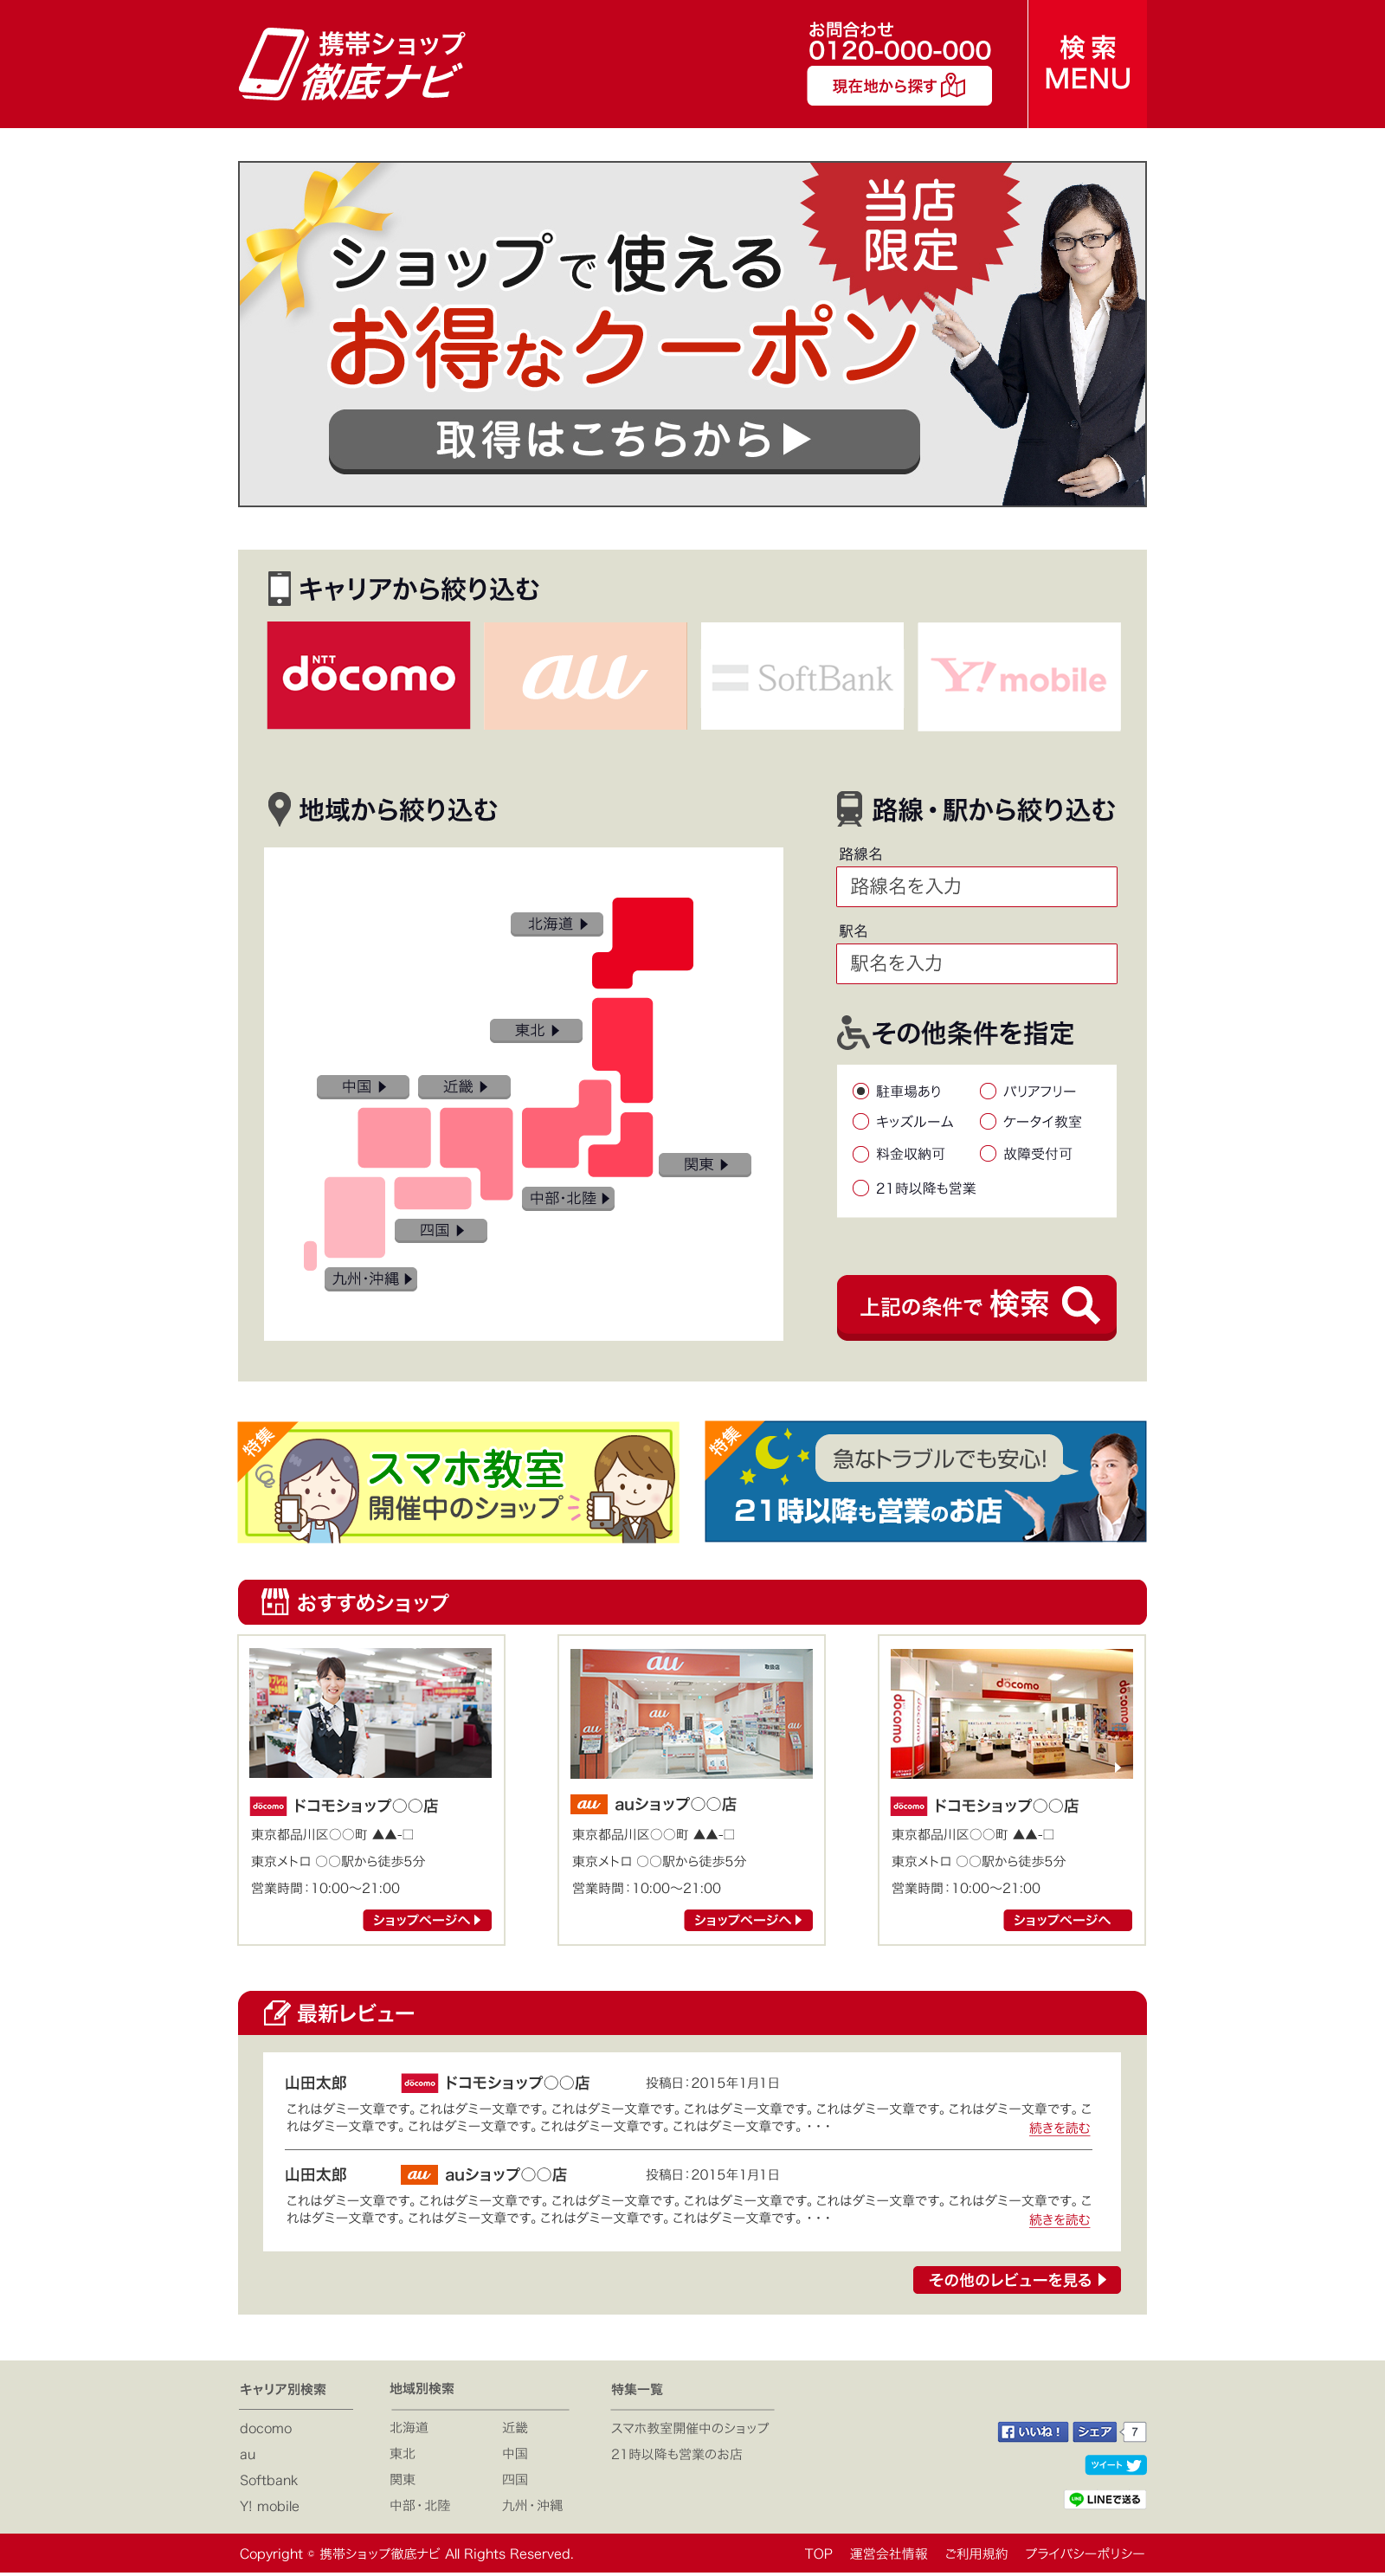 携帯ショップ
徹底ナビ
お問合わせ
0120-000-000
現在地から探す
検索
MENU
当店
限定
ショップで使える
お得なクーポン
取得はこちらから▶
キャリアから絞り込む
NTT
docomo
au
SoftBank
Y!mobile
地域から絞り込む
北海道
東北
中国
近畿
関東
中部・北陸
四国
九州・沖縄
路線・駅から絞り込む
路線名
路線名を入力
駅名
駅名を入力
その他条件を指定
駐車場あり
バリアフリー
キッズルーム
ケータイ教室
料金収納可
故障受付可
21時以降も営業
上記の条件で 検索
特集
スマホ教室
開催中のショップ
特集
急なトラブルでも安心!
21時以降も営業のお店
おすすめショップ
docomo ドコモショップ○○店
東京都品川区○○町 ▲▲-□
東京メトロ ○○駅から徒歩5分
営業時間：10:00〜21:00
ショップページへ
au
au
au
取扱店
au auショップ○○店
東京都品川区○○町 ▲▲-□
東京メトロ ○○駅から徒歩5分
営業時間：10:00〜21:00
ショップページへ
docomo
docomo
docomo
docomo ドコモショップ○○店
東京都品川区○○町 ▲▲-□
東京メトロ ○○駅から徒歩5分
営業時間：10:00〜21:00
ショップページへ
最新レビュー
山田太郎 docomo ドコモショップ○○店 投稿日：2015年1月1日
これはダミー文章です。これはダミー文章です。これはダミー文章です。これはダミー文章です。これはダミー文章です。これはダミー文章です。こ
れはダミー文章です。これはダミー文章です。これはダミー文章です。これはダミー文章です。・・・
続きを読む
山田太郎 au auショップ○○店 投稿日：2015年1月1日
これはダミー文章です。これはダミー文章です。これはダミー文章です。これはダミー文章です。これはダミー文章です。これはダミー文章です。こ
れはダミー文章です。これはダミー文章です。これはダミー文章です。これはダミー文章です。・・・
続きを読む
その他のレビューを見る
キャリア別検索
docomo
au
Softbank
Y! mobile
地域別検索
北海道
東北
関東
中部・北陸
近畿
中国
四国
九州・沖縄
特集一覧
スマホ教室開催中のショップ
21時以降も営業のお店
いいね！ シェア 7
ツイート
LINEで送る
Copyright © 携帯ショップ徹底ナビ All Rights Reserved.
TOP 運営会社情報 ご利用規約 プライバシーポリシー